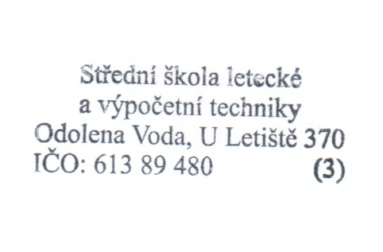 Střední škola letecké
a výpočetní techniky
Odolena Voda, U Letiště 370
IČO: 613 89 480 (3)